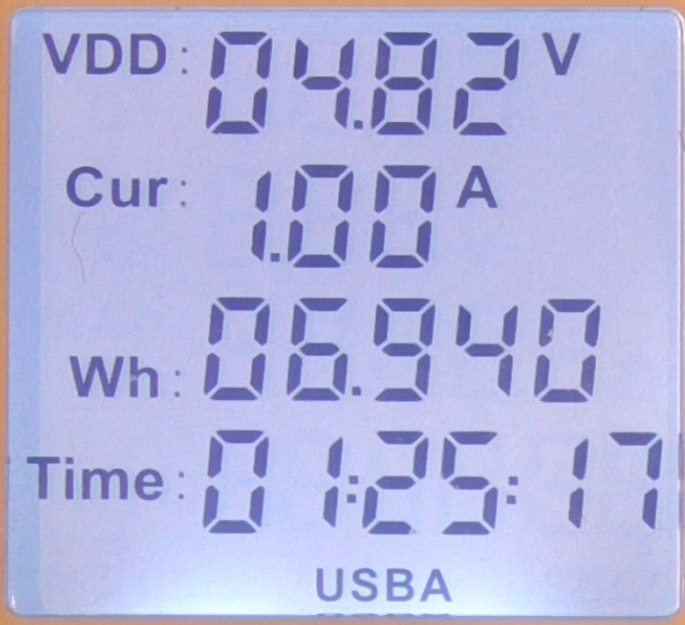 VDD: 04.82 V
Cur: 1.00 A
Wh: 06.940
Time: 01:25:17
USBA